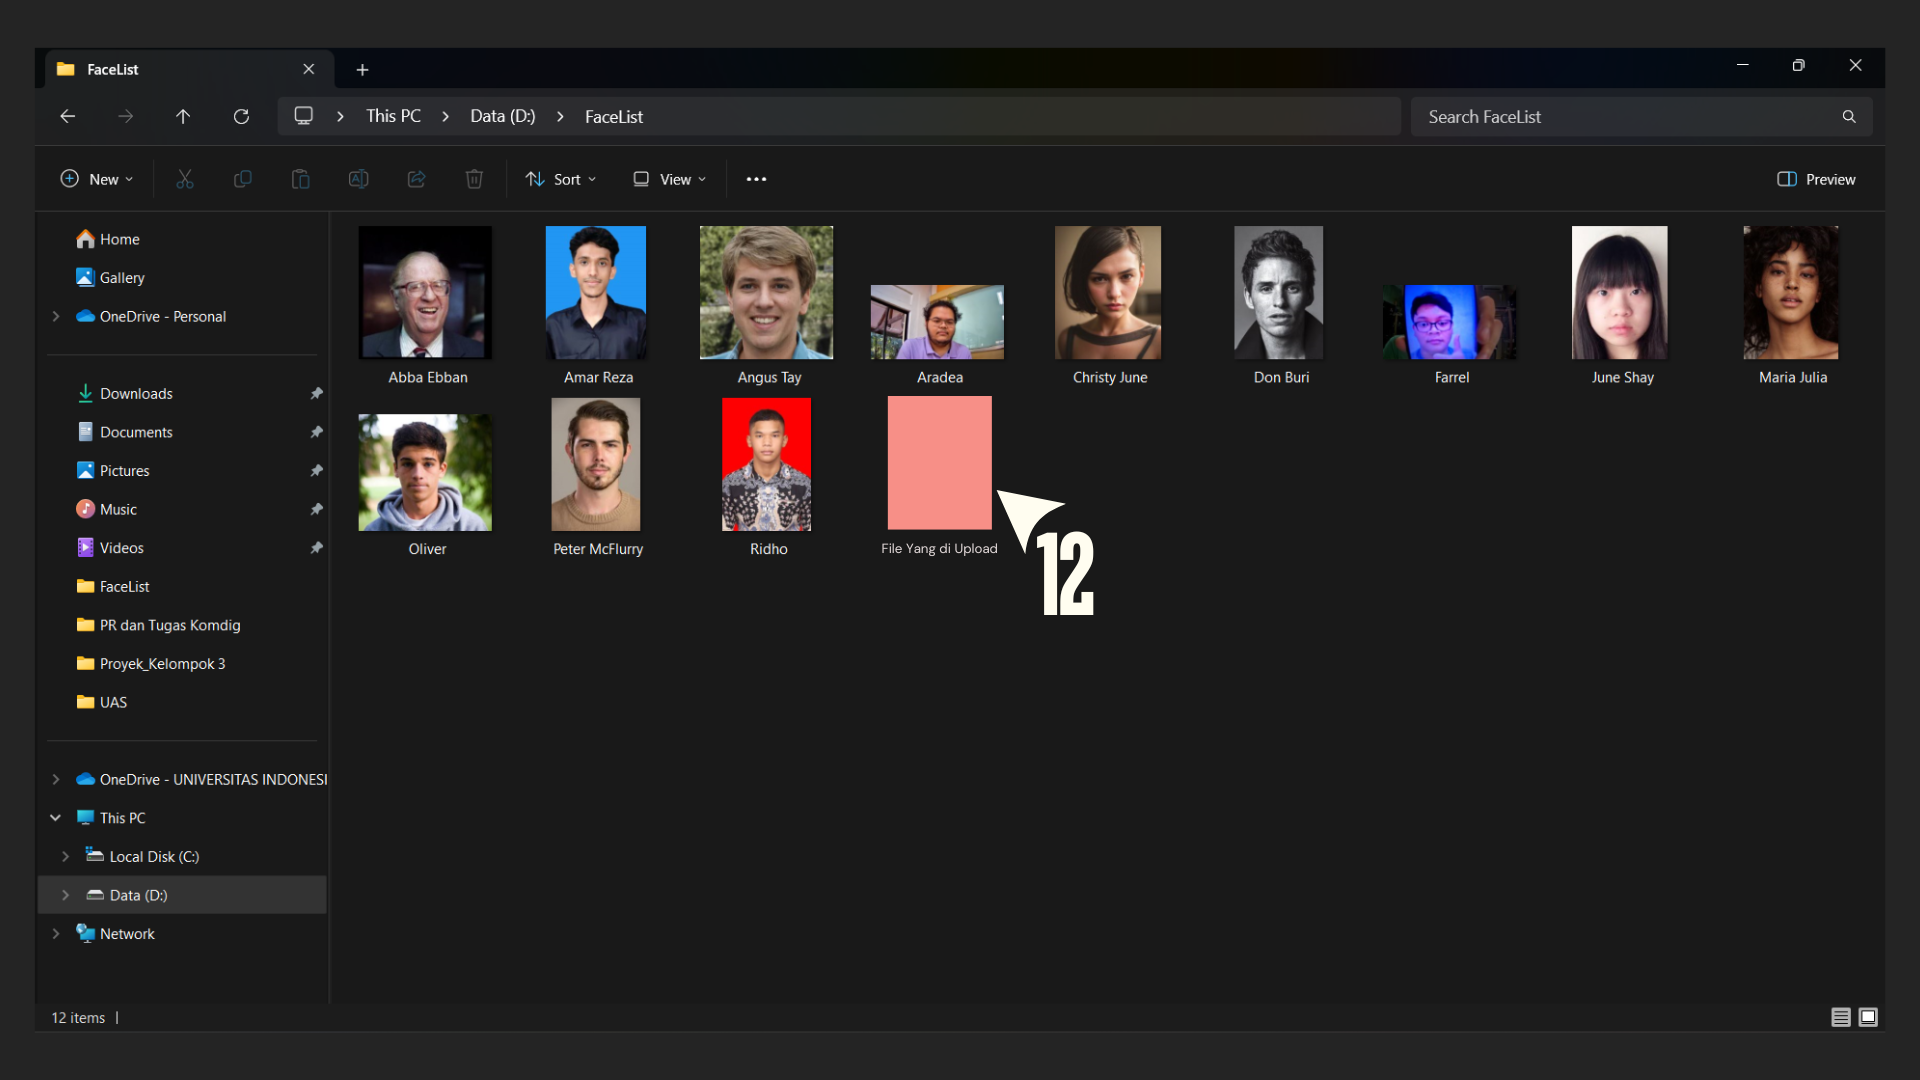 FaceList
This PC
Data (D:)
FaceList
Search FaceList
New
Sort
View
Preview
Home
Gallery
OneDrive - Personal
Downloads
Documents
Pictures
Music
Videos
FaceList
PR dan Tugas Komdig
Proyek_Kelompok 3
UAS
OneDrive - UNIVERSITAS INDONESI
This PC
Local Disk (C:)
Data (D:)
Network
Abba Ebban
Amar Reza
Angus Tay
Aradea
Christy June
Don Buri
Farrel
June Shay
Maria Julia
Oliver
Peter McFlurry
Ridho
File Yang di Upload
12
12 items